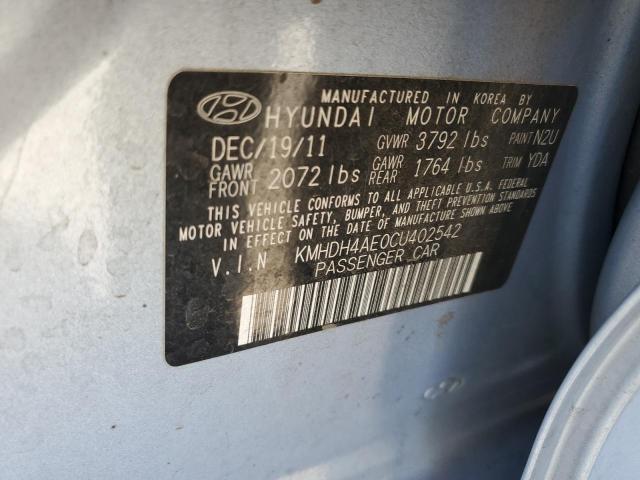 MANUFACTURED IN KOREA BY
HYUNDAI MOTOR COMPANY
DEC/19/11 GVWR 3792 lbs PAINT N2U
GAWR FRONT 2072 lbs GAWR REAR 1764 lbs TRIM YDA
THIS VEHICLE CONFORMS TO ALL APPLICABLE U.S.A. FEDERAL
MOTOR VEHICLE SAFETY, BUMPER, AND THEFT PREVENTION STANDARDS
IN EFFECT ON THE DATE OF MANUFACTURE SHOWN ABOVE.
V.I.N KMHDH4AE0CU402542
PASSENGER CAR